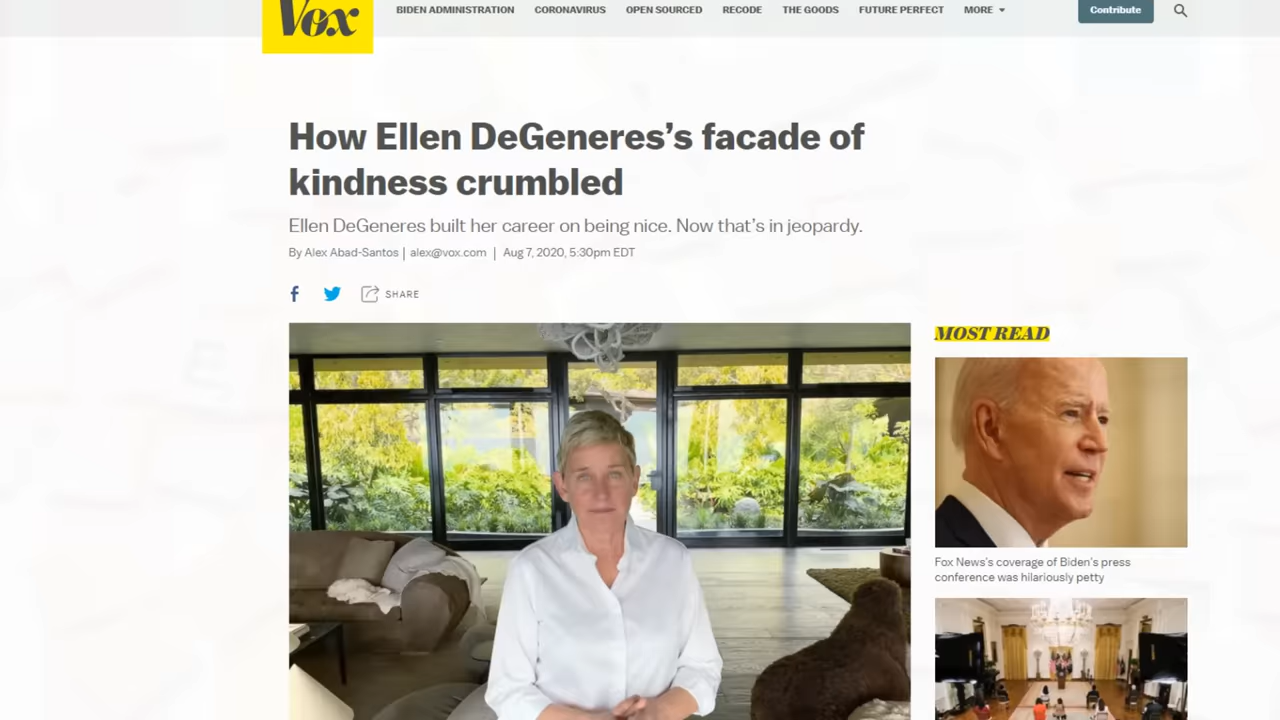 Vox
BIDEN ADMINISTRATION
CORONAVIRUS
OPEN SOURCED
RECODE
THE GOODS
FUTURE PERFECT
MORE
Contribute
How Ellen DeGeneres’s facade of
kindness crumbled
Ellen DeGeneres built her career on being nice. Now that’s in jeopardy.
By Alex Abad-Santos | alex@vox.com | Aug 7, 2020, 5:30pm EDT
SHARE
MOST READ
Fox News’s coverage of Biden’s press
conference was hilariously petty